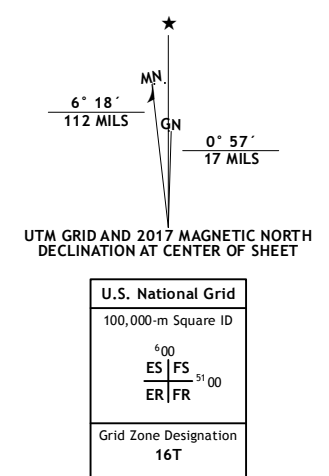 ★
MN
6° 18´
112 MILS
GN
0° 57´
17 MILS
UTM GRID AND 2017 MAGNETIC NORTH
DECLINATION AT CENTER OF SHEET
U.S. National Grid
100,000-m Square ID
⁶00
ES FS
⁵¹00
ER FR
Grid Zone Designation
16T